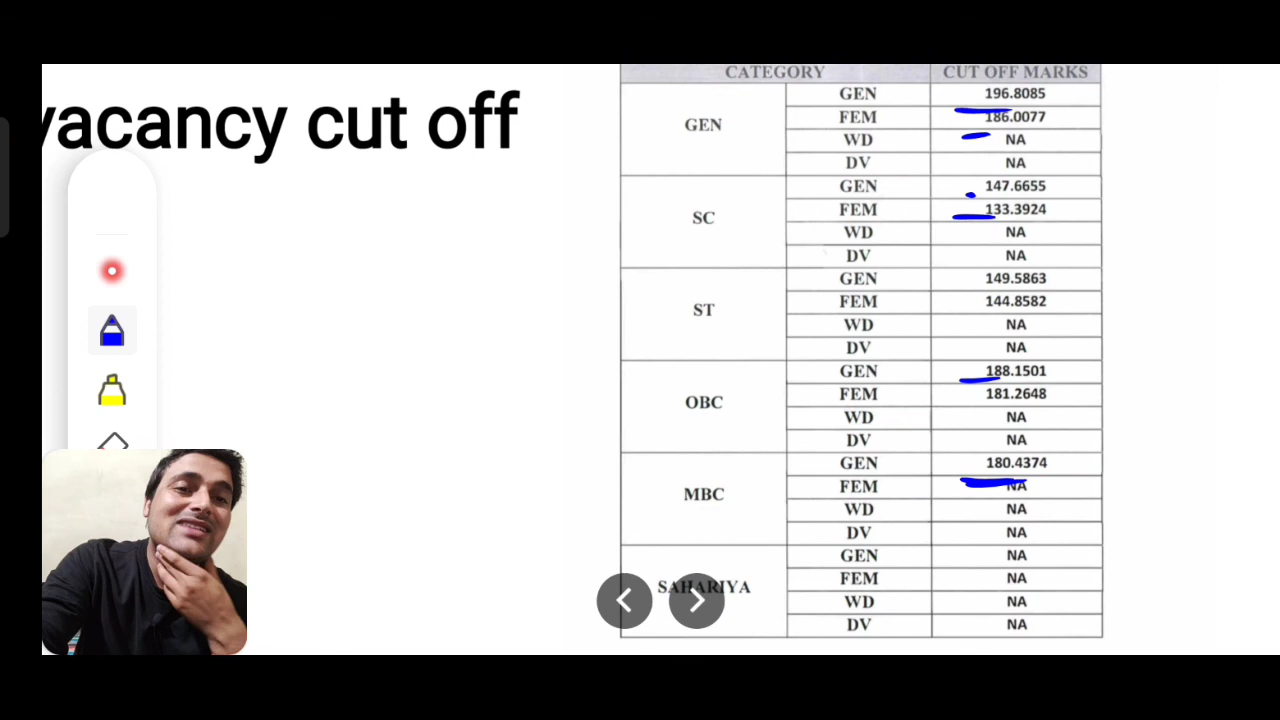 vacancy cut off
CATEGORY CUT OFF MARKS
GEN GEN 196.8085
FEM 186.0077
WD NA
DV NA
SC GEN 147.6655
FEM 133.3924
WD NA
DV NA
ST GEN 149.5863
FEM 144.8582
WD NA
DV NA
OBC GEN 188.1501
FEM 181.2648
WD NA
DV NA
MBC GEN 180.4374
FEM NA
WD NA
DV NA
SAHARIYA GEN NA
FEM NA
WD NA
DV NA